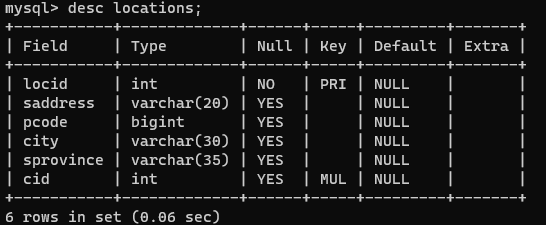 mysql> desc locations;
+-----------+-------------+------+-----+---------+-------+
| Field     | Type        | Null | Key | Default | Extra |
+-----------+-------------+------+-----+---------+-------+
| locid     | int         | NO   | PRI | NULL    |       |
| saddress  | varchar(20) | YES  |     | NULL    |       |
| pcode     | bigint      | YES  |     | NULL    |       |
| city      | varchar(30) | YES  |     | NULL    |       |
| sprovince | varchar(35) | YES  |     | NULL    |       |
| cid       | int         | YES  | MUL | NULL    |       |
+-----------+-------------+------+-----+---------+-------+
6 rows in set (0.06 sec)